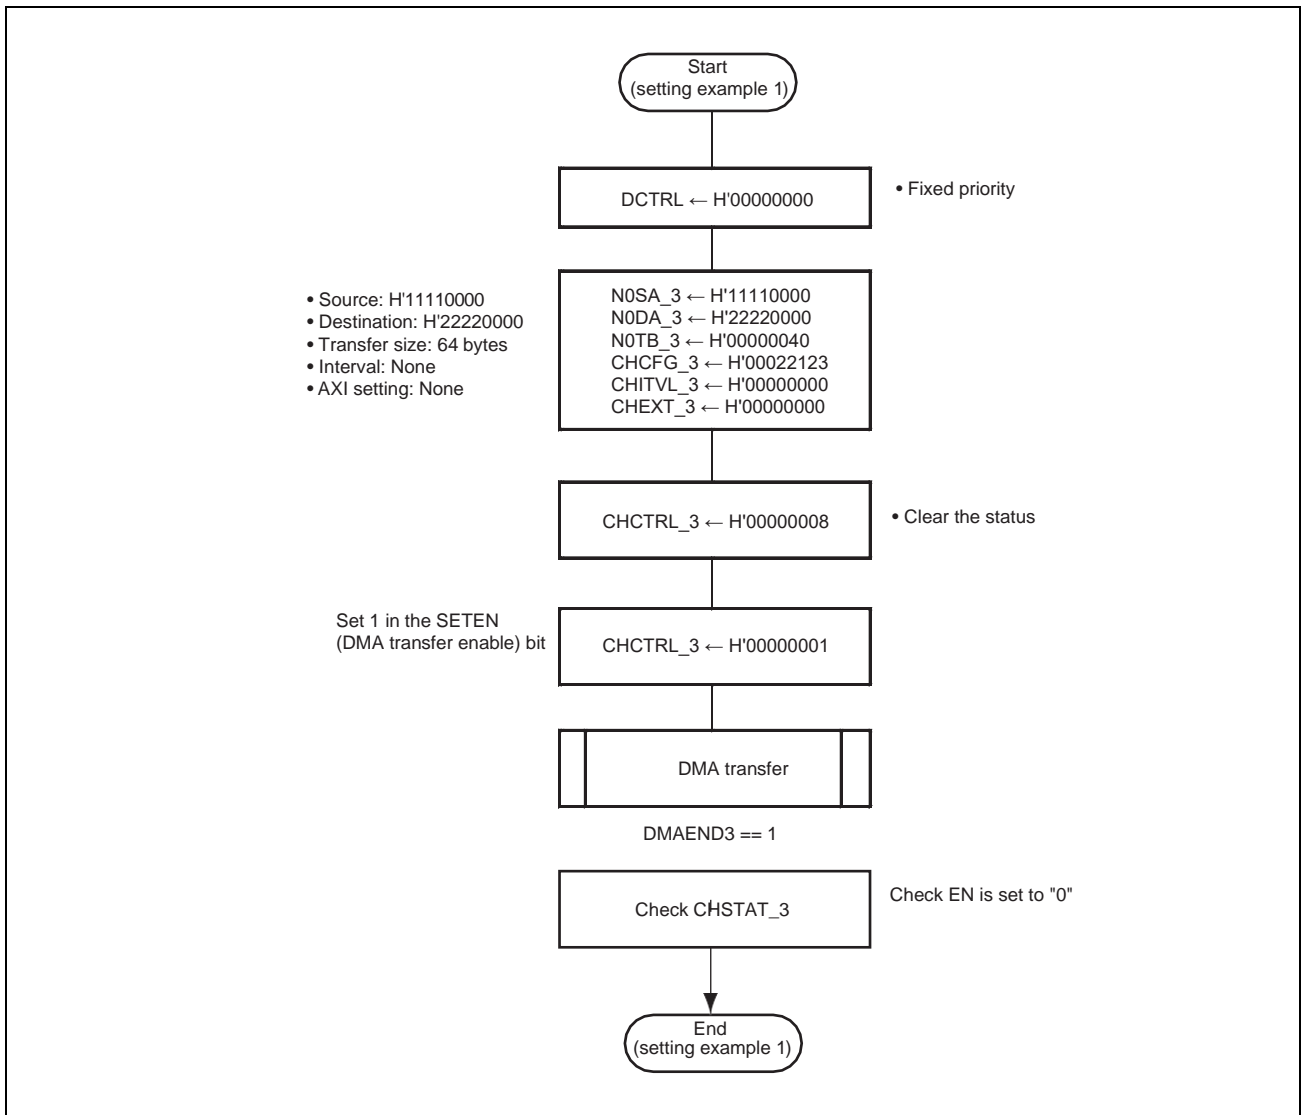 Start
(setting example 1)
DCTRL ← H'00000000
• Fixed priority
• Source: H'11110000
• Destination: H'22220000
• Transfer size: 64 bytes
• Interval: None
• AXI setting: None
N0SA_3 ← H'11110000
N0DA_3 ← H'22220000
N0TB_3 ← H'00000040
CHCFG_3 ← H'00022123
CHITVL_3 ← H'00000000
CHEXT_3 ← H'00000000
CHCTRL_3 ← H'00000008
• Clear the status
Set 1 in the SETEN
(DMA transfer enable) bit
CHCTRL_3 ← H'00000001
DMA transfer
DMAEND3 == 1
Check CHSTAT_3
Check EN is set to "0"
End
(setting example 1)